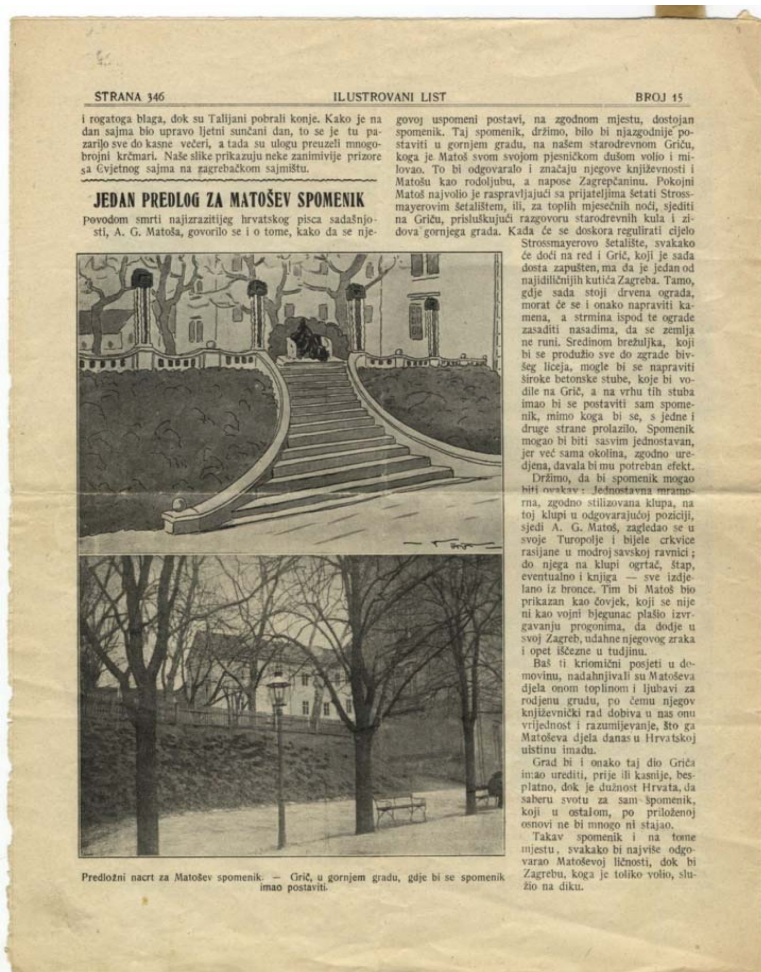 STRANA 346 ILUSTROVANI LIST BROJ 15
i rogatoga blaga, dok su Talijani pobrali konje. Kako je na
dan sajma bio upravo ljetni sunčani dan, to se je tu pa-
zarilo sve do kasne večeri, a tada su ulogu preuzeli mnogo-
brojni krčmari. Naše slike prikazuju neke zanimivije prizore
sa Cvjetnog sajma na zagrebačkom sajmištu.
JEDAN PREDLOG ZA MATOŠEV SPOMENIK
Povodom smrti najizrazitijeg hrvatskog pisca sadašnjo-
sti, A. G. Matoša, govorilo se i o tome, kako da se nje-
govoj uspomeni postavi, na zgodnom mjestu, dostojan
spomenik. Taj spomenik, držimo, bilo bi njazgodnije po-
staviti u gornjem gradu, na našem starodrevnom Griču,
koga je Matoš svom svojom pjesničkom dušom volio i mi-
lovao. To bi odgovaralo i značaju njegove književnosti i
Matošu kao rodoljubu, a napose Zagrepčaninu. Pokojni
Matoš najvolio je raspravljajući sa prijateljima šetati Stross-
mayerovim šetalištem, ili, za toplih mjesečnih noći, sjediti
na Griču, prisluškujući razgovoru starodrevnih kula i zi-
dova gornjega grada. Kada će se doskora regulirati cijelo
Strossmayerovo šetalište, svakako
će doći na red i Grič, koji je sada
dosta zapušten, ma da je jedan od
najidiličnijih kutića Zagreba. Tamo,
gdje sada stoji drvena ograda,
morat će se i onako napraviti ka-
mena, a strmina ispod te ograde
zasaditi nasadima, da se zemlja
ne runi. Sredinom brežuljka, koji
bi se produžio sve do zgrade biv-
šeg liceja, mogle bi se napraviti
široke betonske stube, koje bi vo-
dile na Grič, a na vrhu tih stuba
imao bi se postaviti sam spome-
nik, mimo koga bi se, s jedne i
druge strane prolazilo. Spomenik
mogao bi biti sasvim jednostavan,
jer već sama okolina, zgodno ure-
djena, davala bi mu potreban efekt.
Držimo, da bi spomenik mogao
biti ovakav: Jednostavna mramo-
rna, zgodno stilizovana klupa, na
toj klupi u odgovarajućoj poziciji,
sjedi A. G. Matoš, zagledao se u
svoje Turopolje i bijele crkvice
rasijane u modroj savskoj ravnici;
do njega na klupi ogrtač, štap,
eventualno i knjiga — sve izdje-
lano iz bronce. Tim bi Matoš bio
prikazan kao čovjek, koji se nije
ni kao vojni bjegunac plašio izvr-
gavanju progonima, da dodje u
svoj Zagreb, udahne njegovog zraka
i opet iščezne u tudjinu.
Baš ti kriomični posjeti u do-
movinu, nadahnjivali su Matoševa
djela onom toplinom i ljubavi za
rodjenu grudu, po čemu njegov
književnički rad dobiva u nas onu
vrijednost i razumijevanje, što ga
Matoševa djela danas u Hrvatskoj
uistinu imadu.
Grad bi i onako taj dio Griča
imao urediti, prije ili kasnije, bes-
platno, dok je dužnost Hrvata, da
saberu svotu za sam spomenik,
koji u ostalom, po priloženoj
osnovi ne bi mnogo ni stajao.
Takav spomenik i na tome
mjestu, svakako bi najviše odgo-
varao Matoševoj ličnosti, dok bi
Zagrebu, koga je toliko volio, slu-
žio na diku.
Predložni nacrt za Matošev spomenik. — Grič, u gornjem gradu, gdje bi se spomenik
imao postaviti.